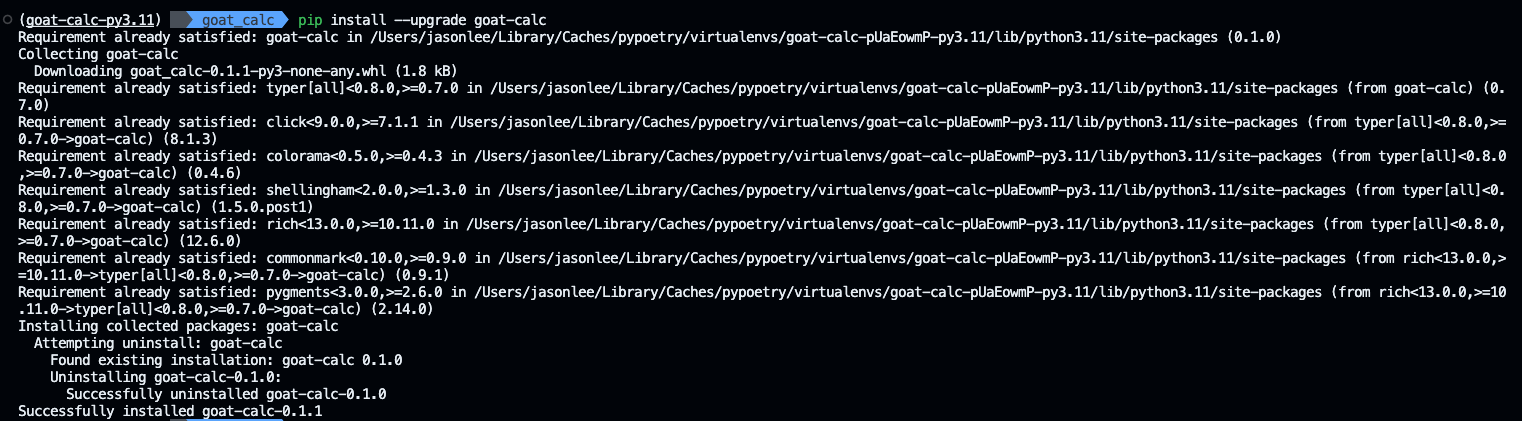 (goat-calc-py3.11) goat_calc pip install --upgrade goat-calc
Requirement already satisfied: goat-calc in /Users/jasonlee/Library/Caches/pypoetry/virtualenvs/goat-calc-pUaEowmP-py3.11/lib/python3.11/site-packages (0.1.0)
Collecting goat-calc
  Downloading goat_calc-0.1.1-py3-none-any.whl (1.8 kB)
Requirement already satisfied: typer[all]<0.8.0,>=0.7.0 in /Users/jasonlee/Library/Caches/pypoetry/virtualenvs/goat-calc-pUaEowmP-py3.11/lib/python3.11/site-packages (from goat-calc) (0.
7.0)
Requirement already satisfied: click<9.0.0,>=7.1.1 in /Users/jasonlee/Library/Caches/pypoetry/virtualenvs/goat-calc-pUaEowmP-py3.11/lib/python3.11/site-packages (from typer[all]<0.8.0,>=
0.7.0->goat-calc) (8.1.3)
Requirement already satisfied: colorama<0.5.0,>=0.4.3 in /Users/jasonlee/Library/Caches/pypoetry/virtualenvs/goat-calc-pUaEowmP-py3.11/lib/python3.11/site-packages (from typer[all]<0.8.0
,>=0.7.0->goat-calc) (0.4.6)
Requirement already satisfied: shellingham<2.0.0,>=1.3.0 in /Users/jasonlee/Library/Caches/pypoetry/virtualenvs/goat-calc-pUaEowmP-py3.11/lib/python3.11/site-packages (from typer[all]<0.
8.0,>=0.7.0->goat-calc) (1.5.0.post1)
Requirement already satisfied: rich<13.0.0,>=10.11.0 in /Users/jasonlee/Library/Caches/pypoetry/virtualenvs/goat-calc-pUaEowmP-py3.11/lib/python3.11/site-packages (from typer[all]<0.8.0,
>=0.7.0->goat-calc) (12.6.0)
Requirement already satisfied: commonmark<0.10.0,>=0.9.0 in /Users/jasonlee/Library/Caches/pypoetry/virtualenvs/goat-calc-pUaEowmP-py3.11/lib/python3.11/site-packages (from rich<13.0.0,>
=10.11.0->typer[all]<0.8.0,>=0.7.0->goat-calc) (0.9.1)
Requirement already satisfied: pygments<3.0.0,>=2.6.0 in /Users/jasonlee/Library/Caches/pypoetry/virtualenvs/goat-calc-pUaEowmP-py3.11/lib/python3.11/site-packages (from rich<13.0.0,>=10
.11.0->typer[all]<0.8.0,>=0.7.0->goat-calc) (2.14.0)
Installing collected packages: goat-calc
  Attempting uninstall: goat-calc
    Found existing installation: goat-calc 0.1.0
    Uninstalling goat-calc-0.1.0:
      Successfully uninstalled goat-calc-0.1.0
Successfully installed goat-calc-0.1.1